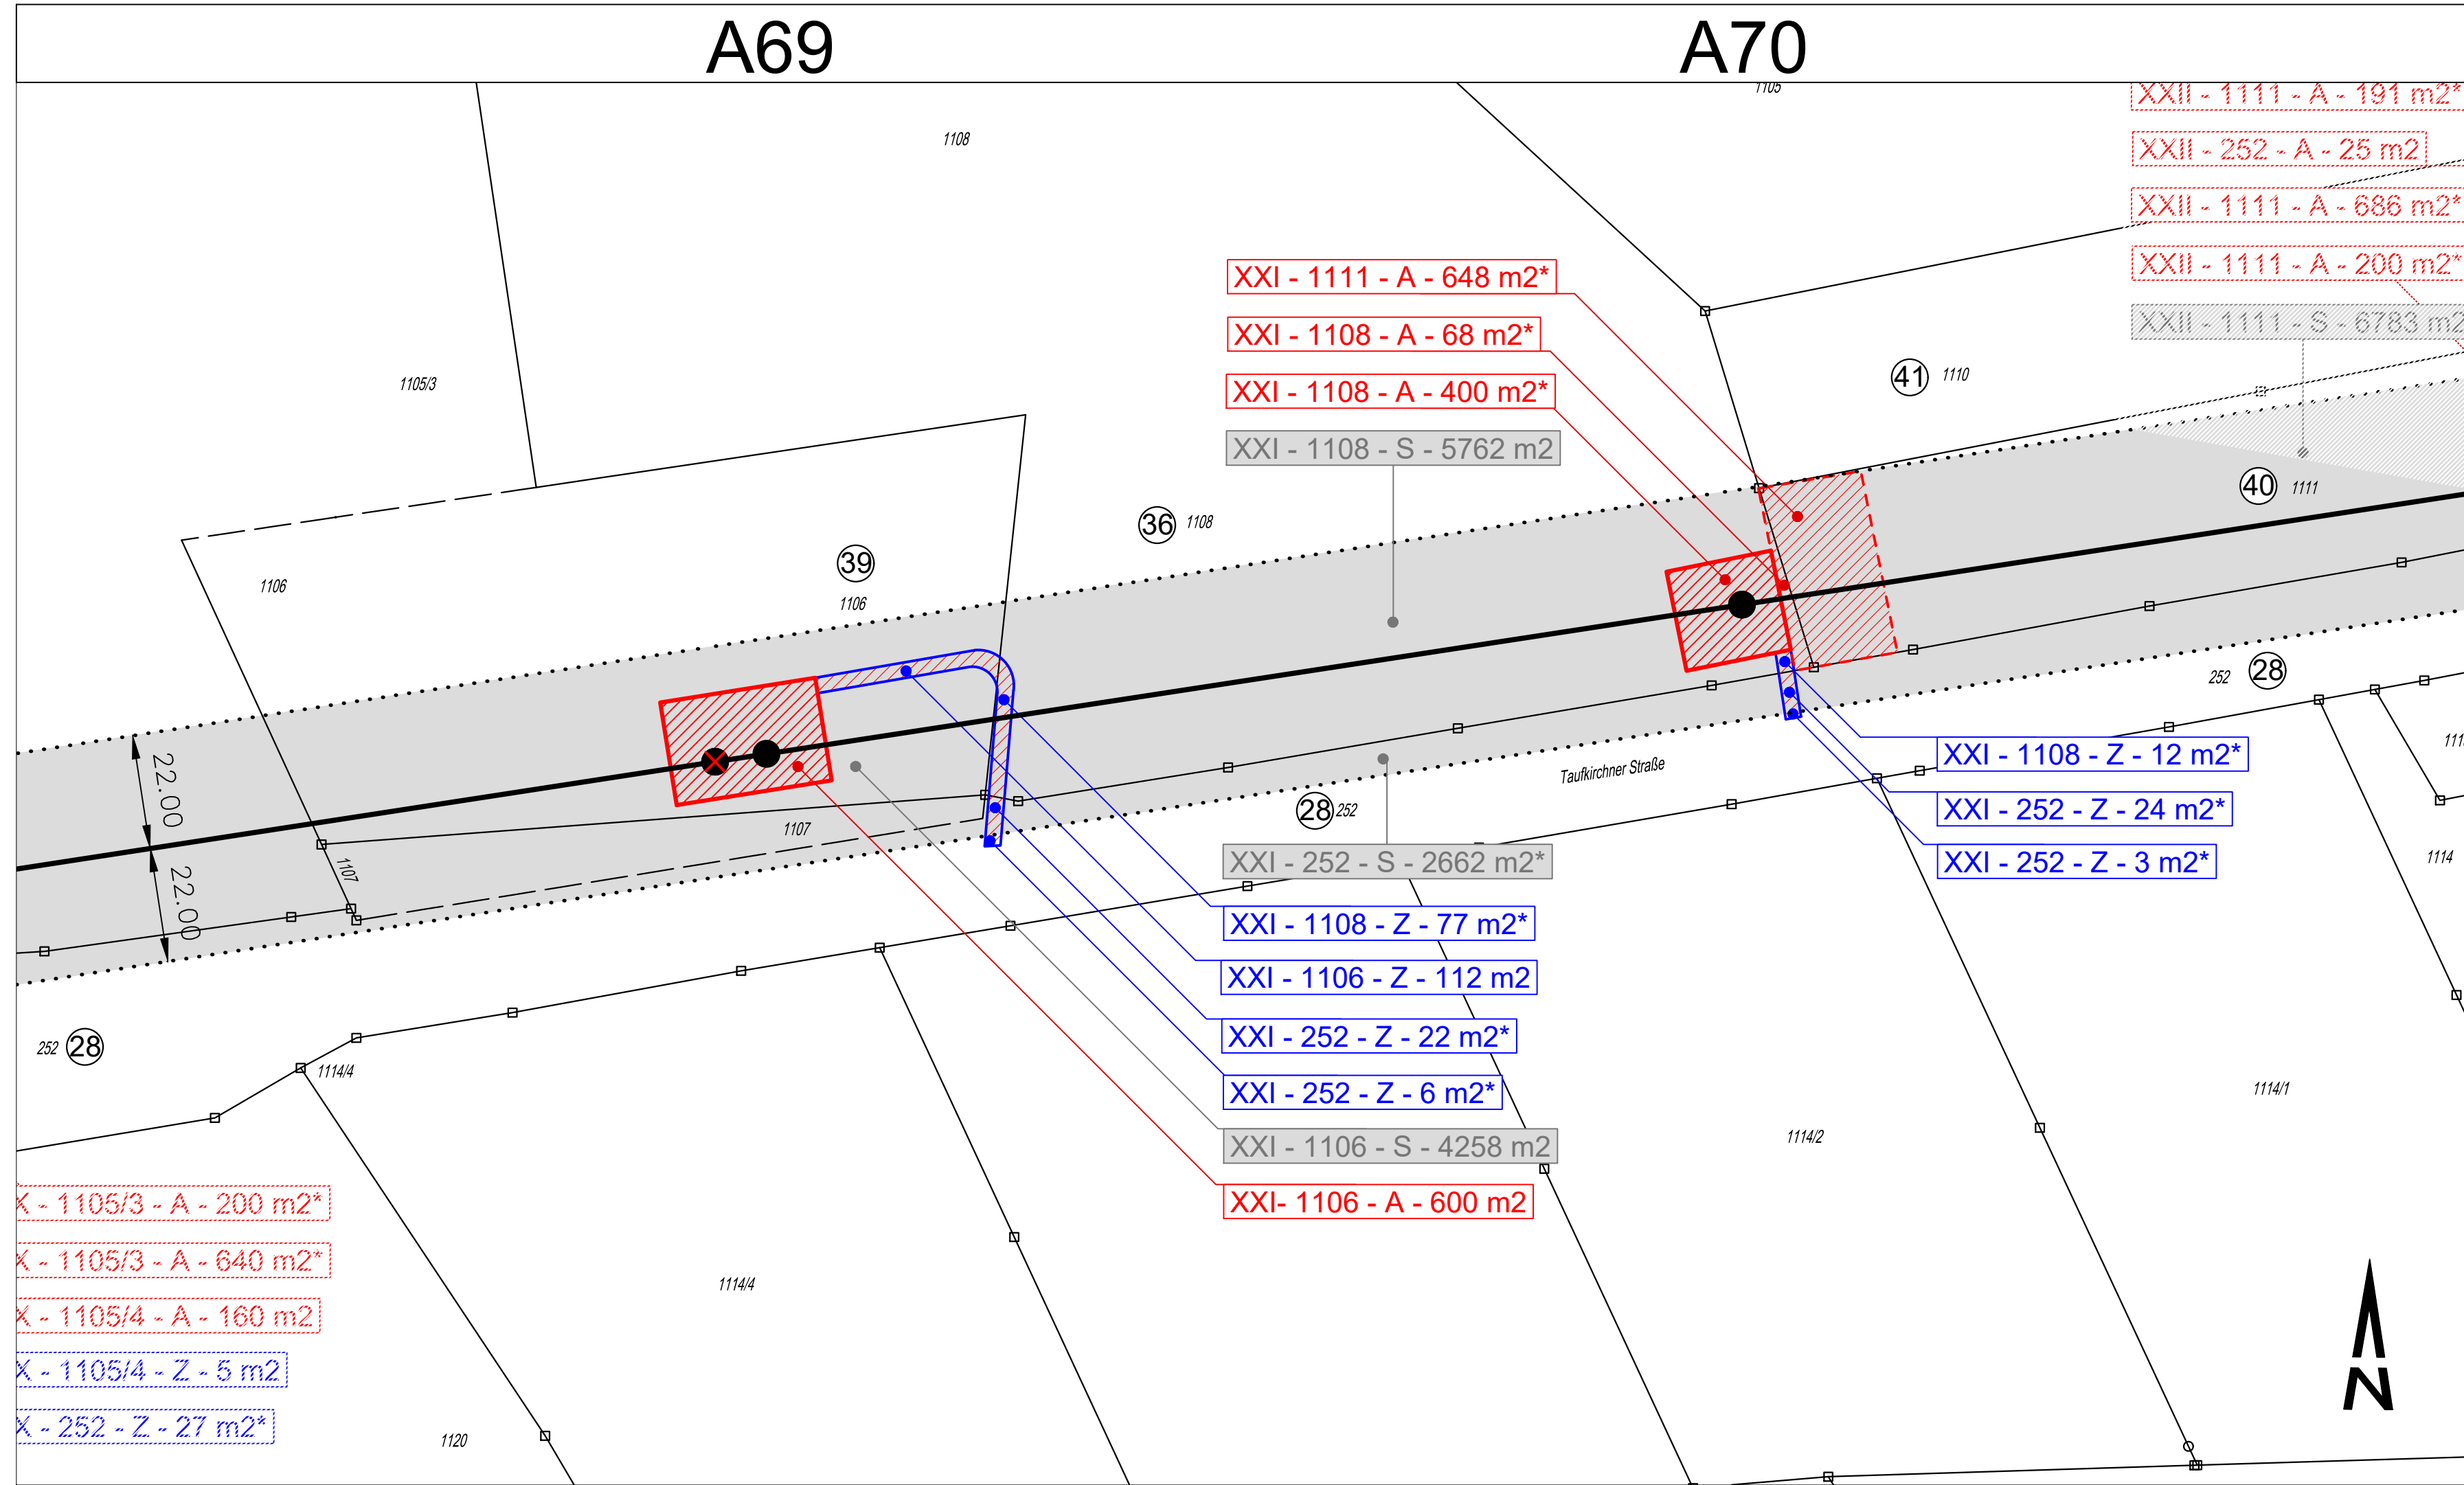 A69
A70
1105
XXII - 1111 - A - 191 m2*
1108
XXII - 252 - A - 25 m2
XXII - 1111 - A - 686 m2*
XXI - 1111 - A - 648 m2*
XXII - 1111 - A - 200 m2*
XXI - 1108 - A - 68 m2*
XXII - 1111 - S - 6783 m2
1105/3
XXI - 1108 - A - 400 m2*
41 1110
XXI - 1108 - S - 5762 m2
40 1111
36 1108
39
1106
1106
252 28
22.00
Taufkirchner Straße
XXI - 1108 - Z - 12 m2*
28 252
XXI - 252 - Z - 24 m2*
1107
1107
22.00
XXI - 252 - S - 2662 m2*
XXI - 252 - Z - 3 m2*
1114
XXI - 1108 - Z - 77 m2*
XXI - 1106 - Z - 112 m2
XXI - 252 - Z - 22 m2*
252 28
1114/4
XXI - 252 - Z - 6 m2*
1114/1
XXI - 1106 - S - 4258 m2
1114/2
X - 1105/3 - A - 200 m2*
XXI- 1106 - A - 600 m2
X - 1105/3 - A - 640 m2*
1114/4
X - 1105/4 - A - 160 m2
X - 1105/4 - Z - 5 m2
N
X - 252 - Z - 27 m2*
1120